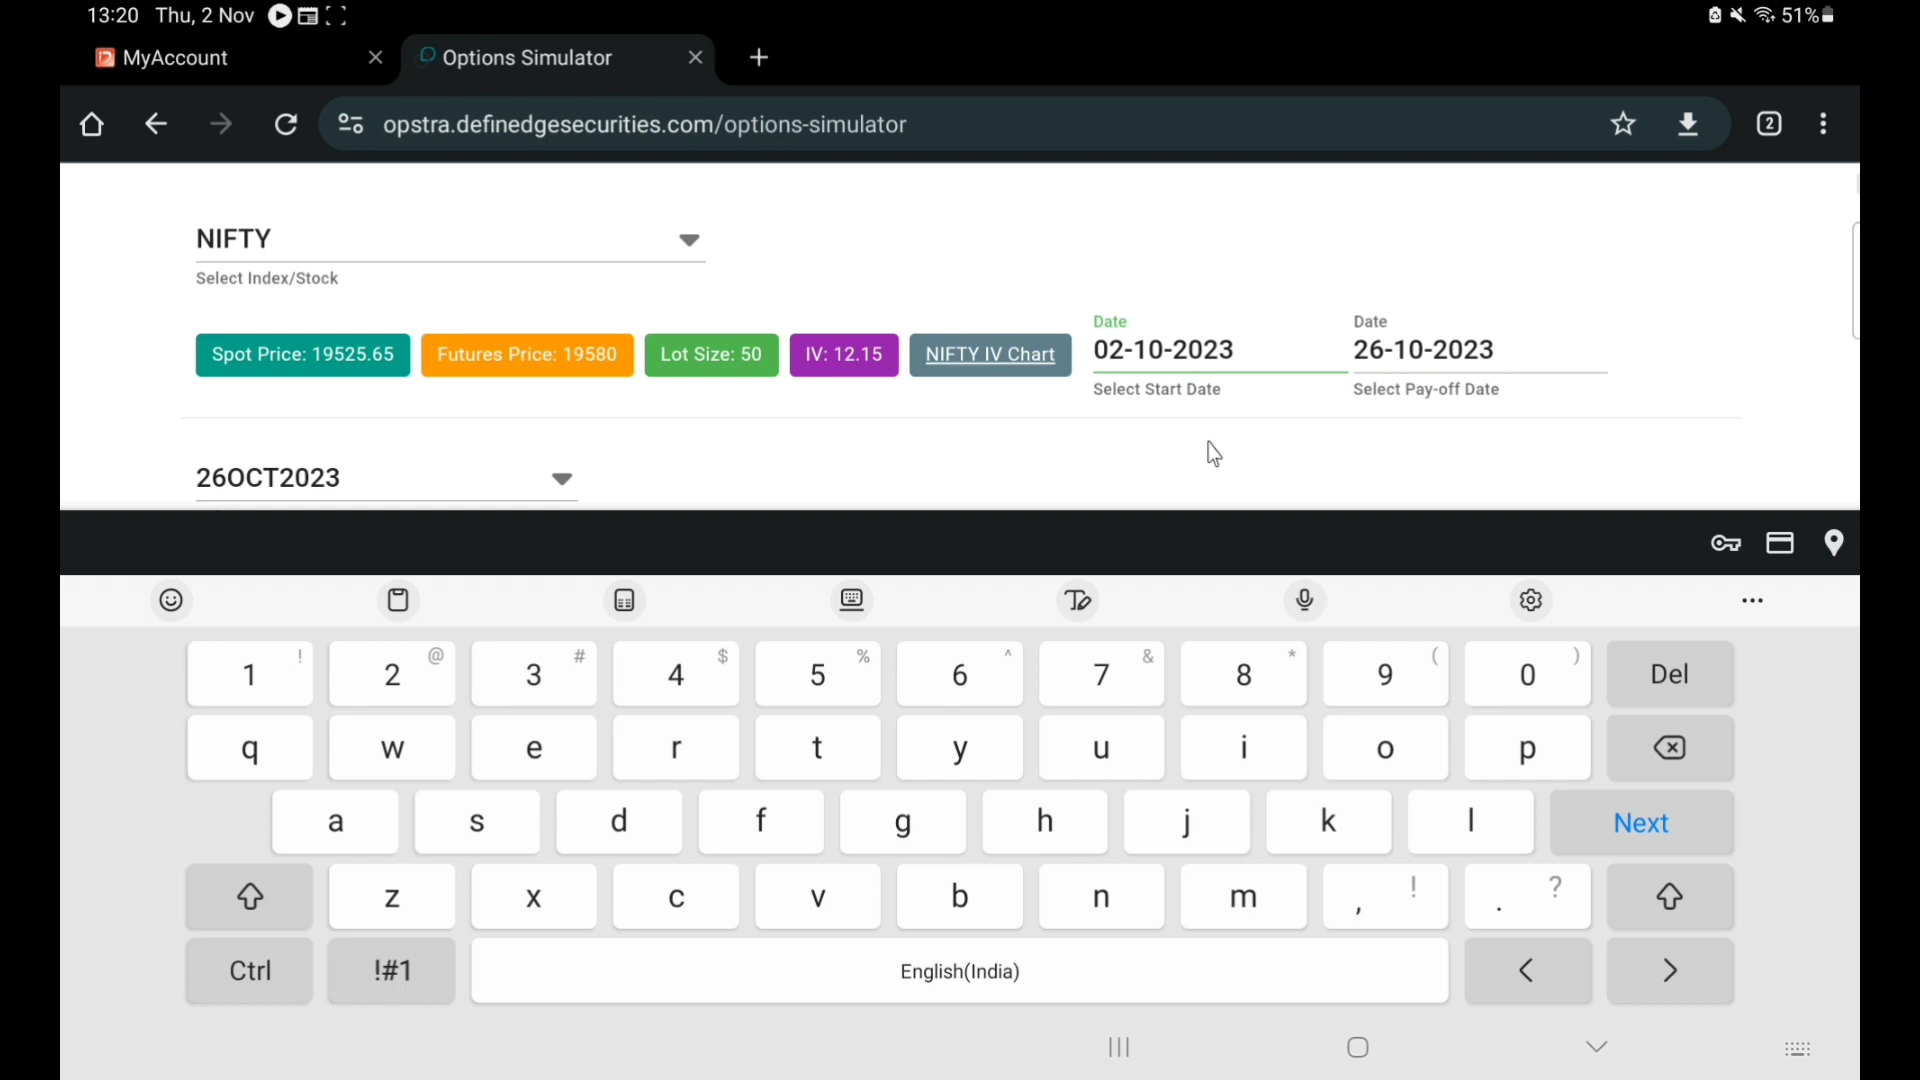 13:20 Thu, 2 Nov 51%
MyAccount Options Simulator
opstra.definedgesecurities.com/options-simulator 2
NIFTY
Select Index/Stock
Date Date
Spot Price: 19525.65 Futures Price: 19580 Lot Size: 50 IV: 12.15 NIFTY IV Chart 02-10-2023 26-10-2023
Select Start Date Select Pay-off Date
26OCT2023
1 ! 2 @ 3 # 4 $ 5 % 6 ^ 7 & 8 * 9 ( 0 ) Del
q w e r t y u i o p
a s d f g h j k l Next
z x c v b n m , ! . ?
Ctrl !#1 English(India) < >